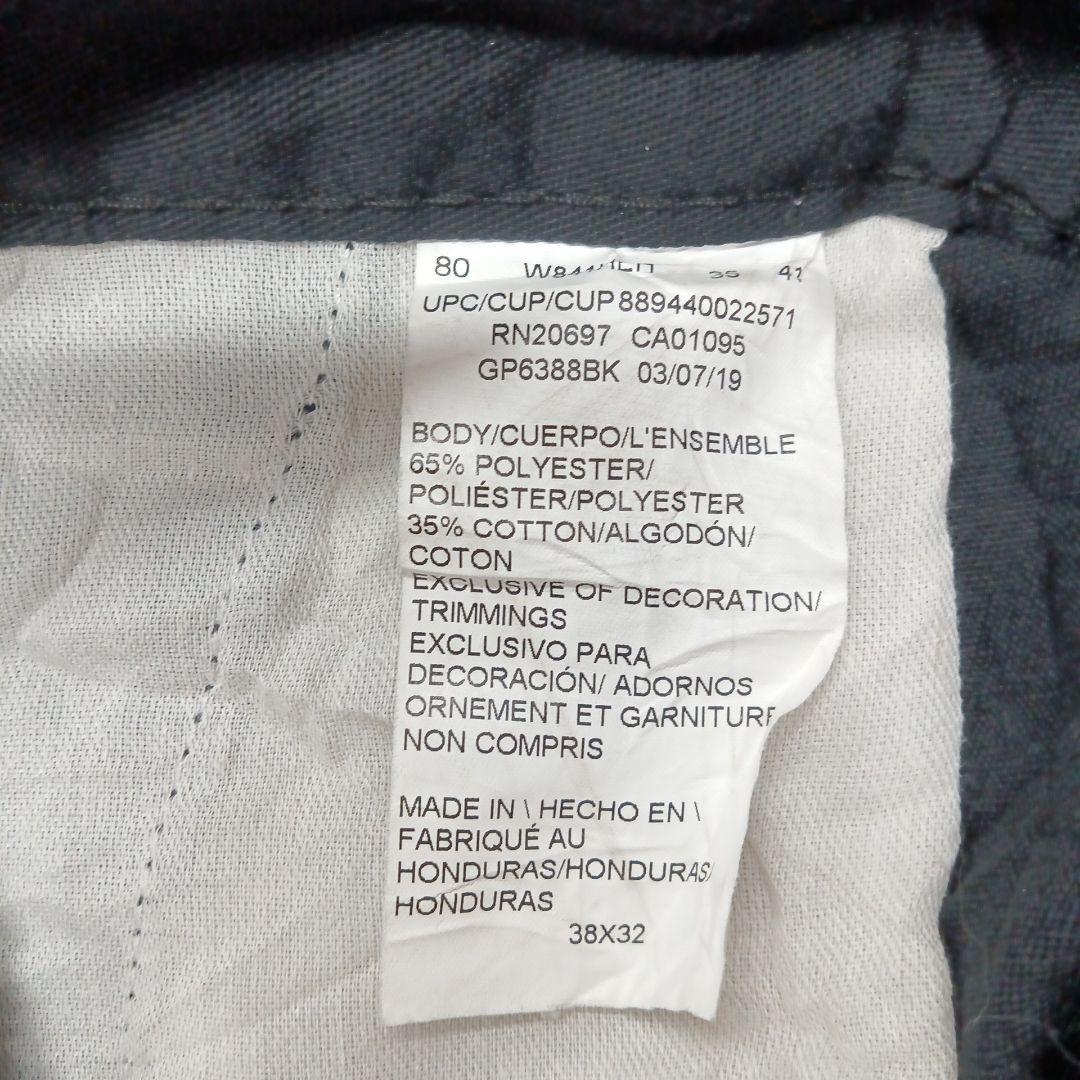 80 41
UPC/CUP/CUP889440022571
RN20697 CA01095
GP6388BK 03/07/19
BODY/CUERPO/L'ENSEMBLE
65% POLYESTER/
POLIÉSTER/POLYESTER
35% COTTON/ALGODÓN/
COTON
EXCLUSIVE OF DECORATION/
TRIMMINGS
EXCLUSIVO PARA
DECORACIÓN/ ADORNOS
ORNEMENT ET GARNITURE
NON COMPRIS
MADE IN \ HECHO EN \
FABRIQUÉ AU
HONDURAS/HONDURAS/
HONDURAS
38X32